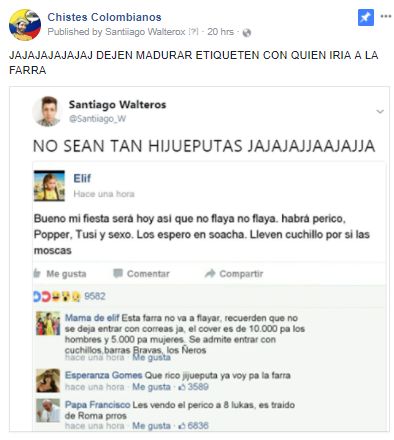 Chistes Colombianos
Published by Santiiago Walterox [?] · 20 hrs ·
JAJAJAJAJAJAJ DEJEN MADURAR ETIQUETEN CON QUIEN IRIA A LA
FARRA
Santiago Walteros
@Santiiago_W
NO SEAN TAN HIJUEPUTAS JAJAJAJJAAJAJJA
Elif
Hace una hora
Bueno mi fiesta será hoy asi que no flaya no flaya. habrá perico,
Popper, Tusi y sexo. Los espero en soacha. Lleven cuchillo por si las
moscas
Me gusta Comentar Compartir
9582
Mama de elif Esta farra no va a flayar, recuerden que no
se deja entrar con correas ja, el cover es de 10.000 pa los
hombres y 5.000 pa mujeres. Se admite entrar con
cuchillos,barras Bravas, los Ñeros
hace una hora · Me gusta
Esperanza Gomes Que rico jijueputa ya voy pa la farra
hace una hora · Me gusta · 3589
Papa Francisco Les vendo el perico a 8 lukas, es traido
de Roma prros
hace una hora · Me gusta · 6836